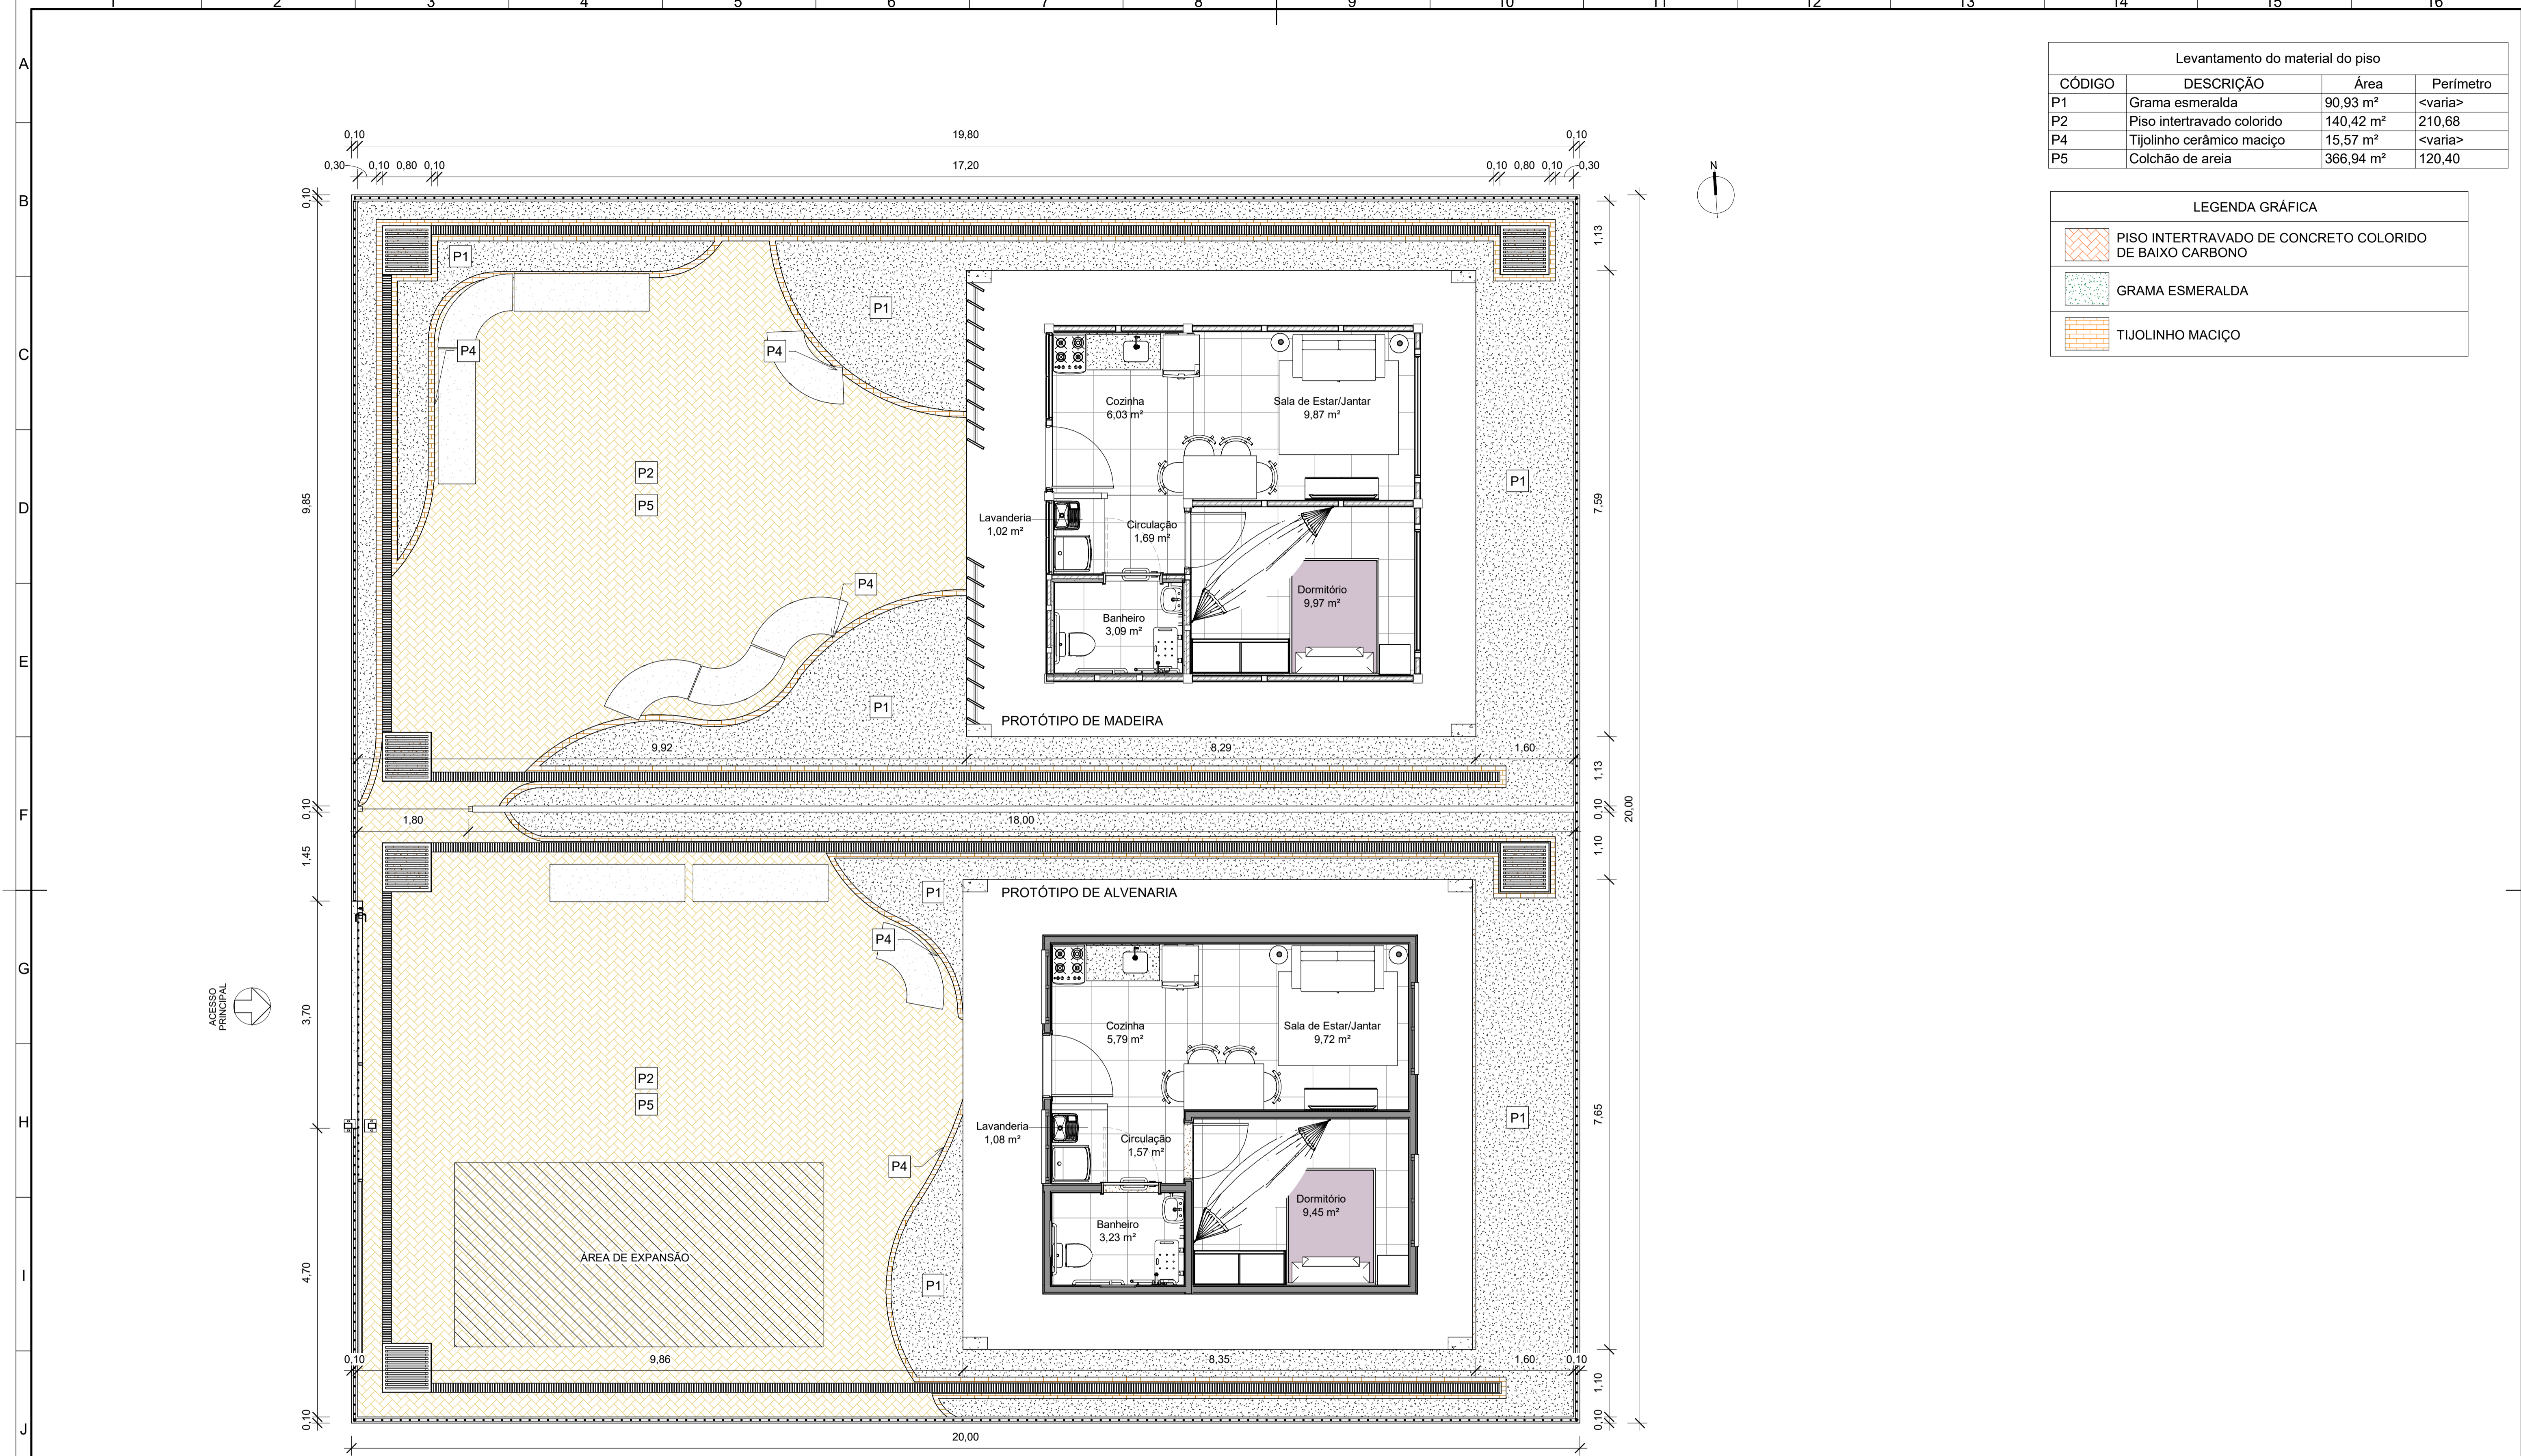 1 2 3 4 5 6 7 8 9 10 11 12 13 14 15 16
A
B
C
D
E
F
G
H
I
J
Levantamento do material do piso
CÓDIGO DESCRIÇÃO Área Perímetro
P1 Grama esmeralda 90,93 m² <varia>
P2 Piso intertravado colorido 140,42 m² 210,68
P4 Tijolinho cerâmico maciço 15,57 m² <varia>
P5 Colchão de areia 366,94 m² 120,40
LEGENDA GRÁFICA
PISO INTERTRAVADO DE CONCRETO COLORIDO
DE BAIXO CARBONO
GRAMA ESMERALDA
TIJOLINHO MACIÇO
N
0,10 19,80 0,10
0,30 0,10 0,80 0,10 17,20 0,10 0,80 0,10 0,30
0,10
9,85
0,10
1,45
3,70
4,70
0,10
1,13
7,59
1,13
0,10
1,10
7,65
1,10
0,10
20,00
P1
P1
P4
P4
P2
P5
P1
P4
P1
Cozinha
6,03 m²
Sala de Estar/Jantar
9,87 m²
Lavanderia
1,02 m²
Circulação
1,69 m²
Dormitório
9,97 m²
Banheiro
3,09 m²
PROTÓTIPO DE MADEIRA
9,92 8,29 1,60
1,80 18,00
PROTÓTIPO DE ALVENARIA
P1
P4
ACESSO
PRINCIPAL
Cozinha
5,79 m²
Sala de Estar/Jantar
9,72 m²
P2
P5
P1
Lavanderia
1,08 m²
Circulação
1,57 m²
P4
Dormitório
9,45 m²
Banheiro
3,23 m²
ÁREA DE EXPANSÃO
P1
0,10 9,86 8,35 1,60 0,10
20,00